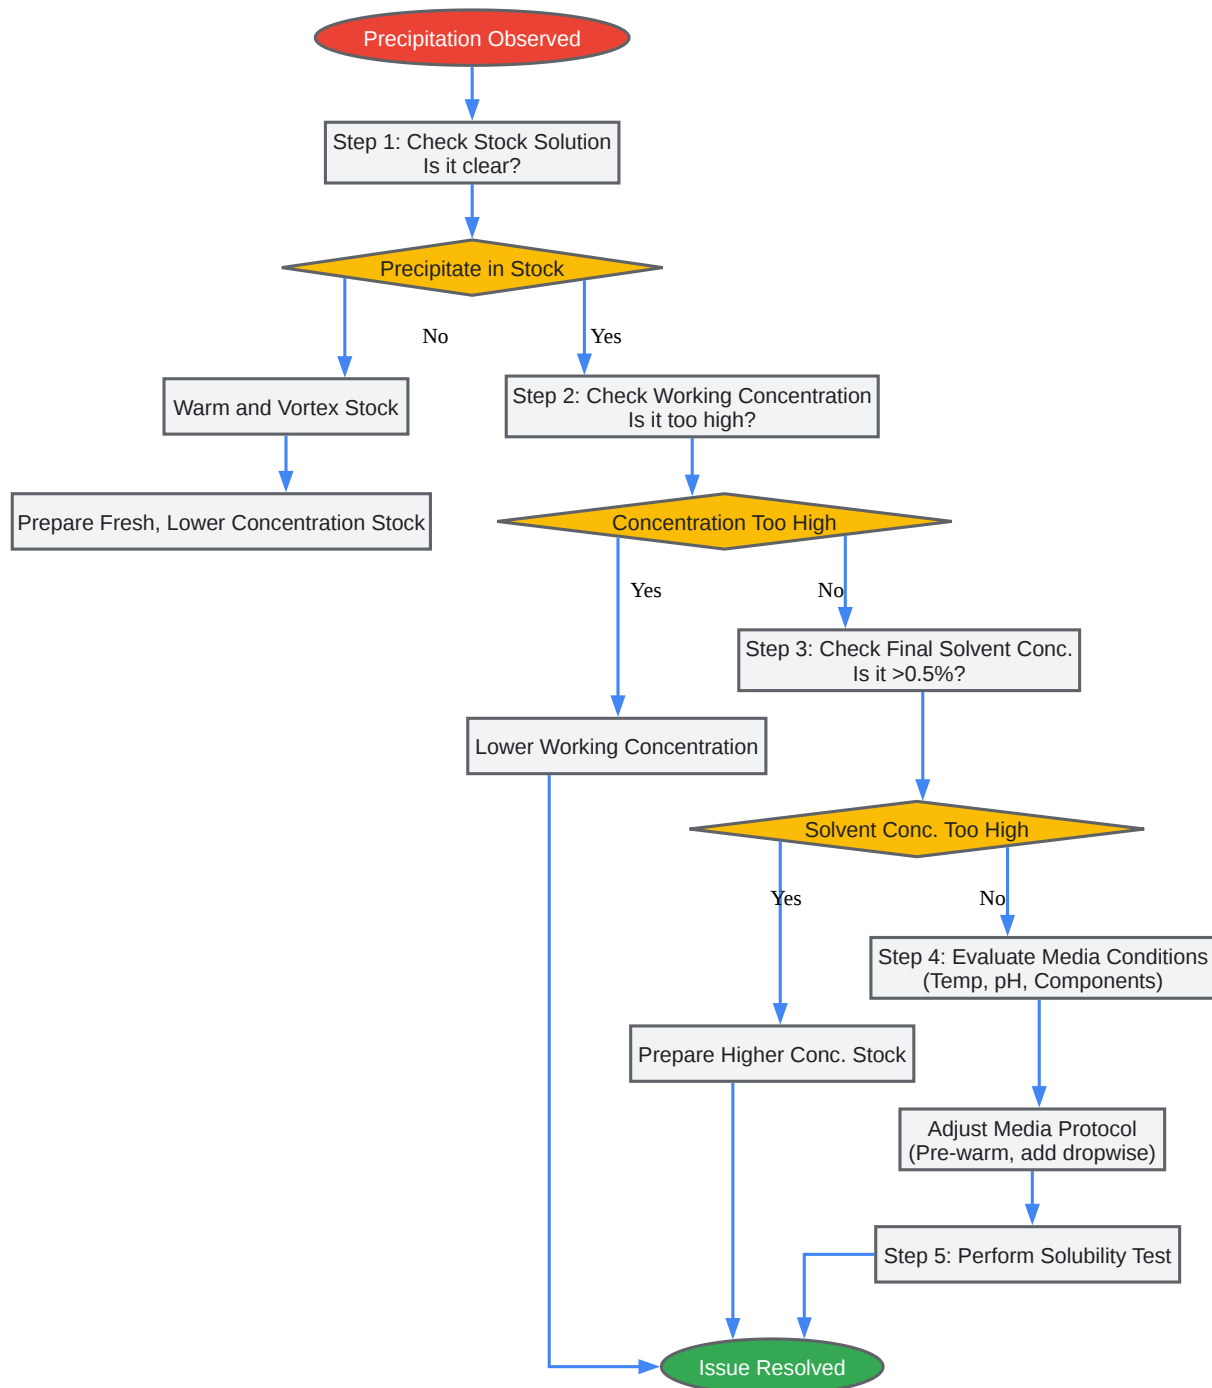 Precipitation Observed
Step 1: Check Stock Solution
Is it clear?
Precipitate in Stock
No
Yes
Warm and Vortex Stock
Step 2: Check Working Concentration
Is it too high?
Prepare Fresh, Lower Concentration Stock
Concentration Too High
Yes
No
Step 3: Check Final Solvent Conc.
Is it >0.5%?
Lower Working Concentration
Solvent Conc. Too High
Yes
No
Step 4: Evaluate Media Conditions
(Temp, pH, Components)
Prepare Higher Conc. Stock
Adjust Media Protocol
(Pre-warm, add dropwise)
Step 5: Perform Solubility Test
Issue Resolved